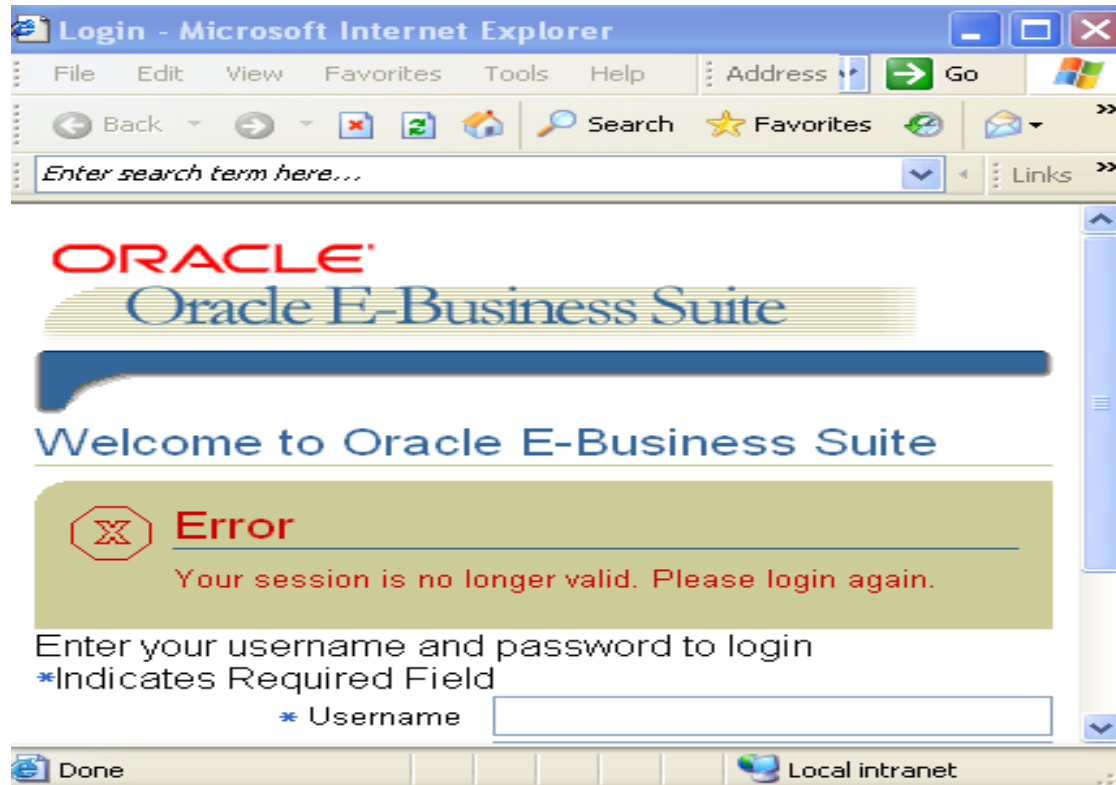 Login - Microsoft Internet Explorer
File Edit View Favorites Tools Help Address Go
Back Search Favorites
Enter search term here... Links
ORACLE
Oracle E-Business Suite
Welcome to Oracle E-Business Suite
Error
Your session is no longer valid. Please login again.
Enter your username and password to login
*Indicates Required Field
* Username
Done Local intranet